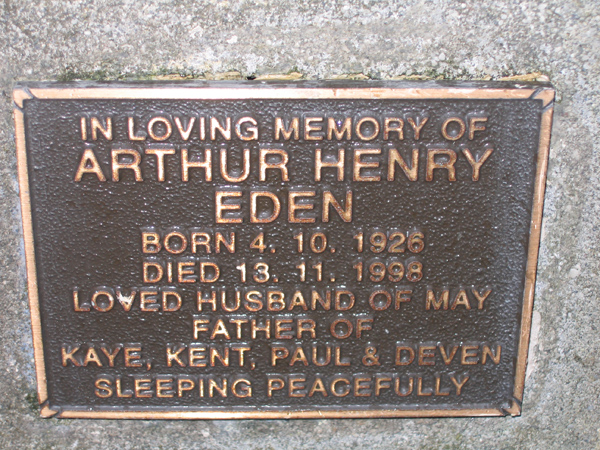 IN LOVING MEMORY OF
ARTHUR HENRY
EDEN
BORN 4. 10. 1926
DIED 13. 11. 1998
LOVED HUSBAND OF MAY
FATHER OF
KAYE, KENT, PAUL & DEVEN
SLEEPING PEACEFULLY